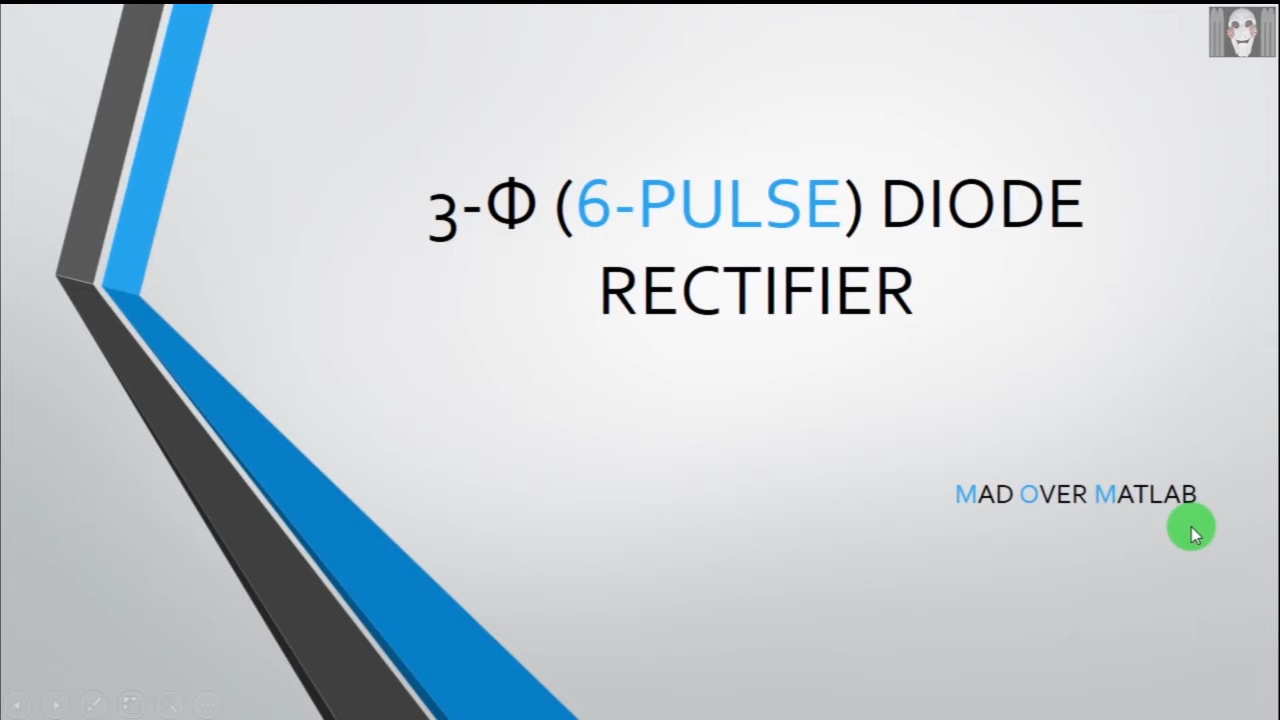 3-Φ (6-PULSE) DIODE
RECTIFIER
MAD OVER MATLAB